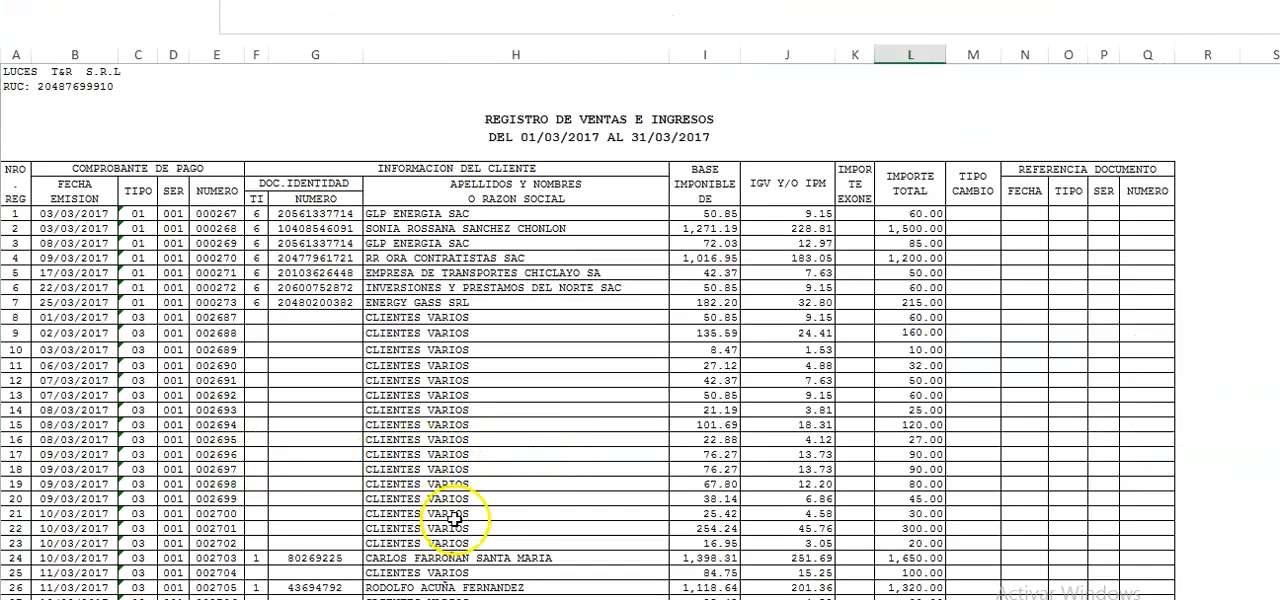 A B C D E F G H I J K L M N O P Q R S
LUCES T&R S.R.L
RUC: 20487699910
REGISTRO DE VENTAS E INGRESOS
DEL 01/03/2017 AL 31/03/2017
NRO . REG COMPROBANTE DE PAGO INFORMACION DEL CLIENTE BASE IMPONIBLE DE IGV Y/O IPM IMPOR TE EXONE IMPORTE TOTAL TIPO CAMBIO REFERENCIA DOCUMENTO
FECHA EMISION TIPO SER NUMERO DOC.IDENTIDAD APELLIDOS Y NOMBRES O RAZON SOCIAL FECHA TIPO SER NUMERO
TI NUMERO
1 03/03/2017 01 001 000267 6 20561337714 GLP ENERGIA SAC 50.85 9.15 60.00
2 03/03/2017 01 001 000268 6 10408546091 SONIA ROSSANA SANCHEZ CHONLON 1,271.19 228.81 1,500.00
3 08/03/2017 01 001 000269 6 20561337714 GLP ENERGIA SAC 72.03 12.97 85.00
4 09/03/2017 01 001 000270 6 20477961721 RR ORA CONTRATISTAS SAC 1,016.95 183.05 1,200.00
5 17/03/2017 01 001 000271 6 20103626448 EMPRESA DE TRANSPORTES CHICLAYO SA 42.37 7.63 50.00
6 22/03/2017 01 001 000272 6 20600752872 INVERSIONES Y PRESTAMOS DEL NORTE SAC 50.85 9.15 60.00
7 25/03/2017 01 001 000273 6 20480200382 ENERGY GASS SRL 182.20 32.80 215.00
8 01/03/2017 03 001 002687 CLIENTES VARIOS 50.85 9.15 60.00
9 02/03/2017 03 001 002688 CLIENTES VARIOS 135.59 24.41 160.00
10 03/03/2017 03 001 002689 CLIENTES VARIOS 8.47 1.53 10.00
11 06/03/2017 03 001 002690 CLIENTES VARIOS 27.12 4.88 32.00
12 07/03/2017 03 001 002691 CLIENTES VARIOS 42.37 7.63 50.00
13 07/03/2017 03 001 002692 CLIENTES VARIOS 50.85 9.15 60.00
14 08/03/2017 03 001 002693 CLIENTES VARIOS 21.19 3.81 25.00
15 08/03/2017 03 001 002694 CLIENTES VARIOS 101.69 18.31 120.00
16 08/03/2017 03 001 002695 CLIENTES VARIOS 22.88 4.12 27.00
17 09/03/2017 03 001 002696 CLIENTES VARIOS 76.27 13.73 90.00
18 09/03/2017 03 001 002697 CLIENTES VARIOS 76.27 13.73 90.00
19 09/03/2017 03 001 002698 CLIENTES VARIOS 67.80 12.20 80.00
20 09/03/2017 03 001 002699 CLIENTES VARIOS 38.14 6.86 45.00
21 10/03/2017 03 001 002700 CLIENTES VARIOS 25.42 4.58 30.00
22 10/03/2017 03 001 002701 CLIENTES VARIOS 254.24 45.76 300.00
23 10/03/2017 03 001 002702 CLIENTES VARIOS 16.95 3.05 20.00
24 10/03/2017 03 001 002703 1 80269225 CARLOS FARROÑAN SANTA MARIA 1,398.31 251.69 1,650.00
25 11/03/2017 03 001 002704 CLIENTES VARIOS 84.75 15.25 100.00
26 11/03/2017 03 001 002705 1 43694792 RODOLFO ACUÑA FERNANDEZ 1,118.64 201.36 1,320.00
Activar Windows